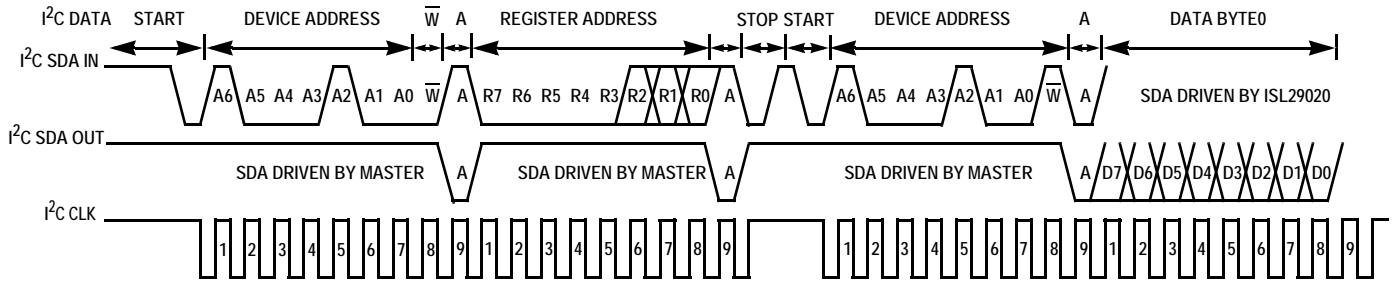 I²C DATA START DEVICE ADDRESS W̅ A REGISTER ADDRESS STOP START DEVICE ADDRESS A DATA BYTE0
I²C SDA IN
A6 A5 A4 A3 A2 A1 A0 W̅ A R7 R6 R5 R4 R3 R2 R1 R0 A A6 A5 A4 A3 A2 A1 A0 W̅ A SDA DRIVEN BY ISL29020
I²C SDA OUT
SDA DRIVEN BY MASTER A SDA DRIVEN BY MASTER A SDA DRIVEN BY MASTER A D7 D6 D5 D4 D3 D2 D1 D0
I²C CLK
1 2 3 4 5 6 7 8 9 1 2 3 4 5 6 7 8 9 1 2 3 4 5 6 7 8 9 1 2 3 4 5 6 7 8 9